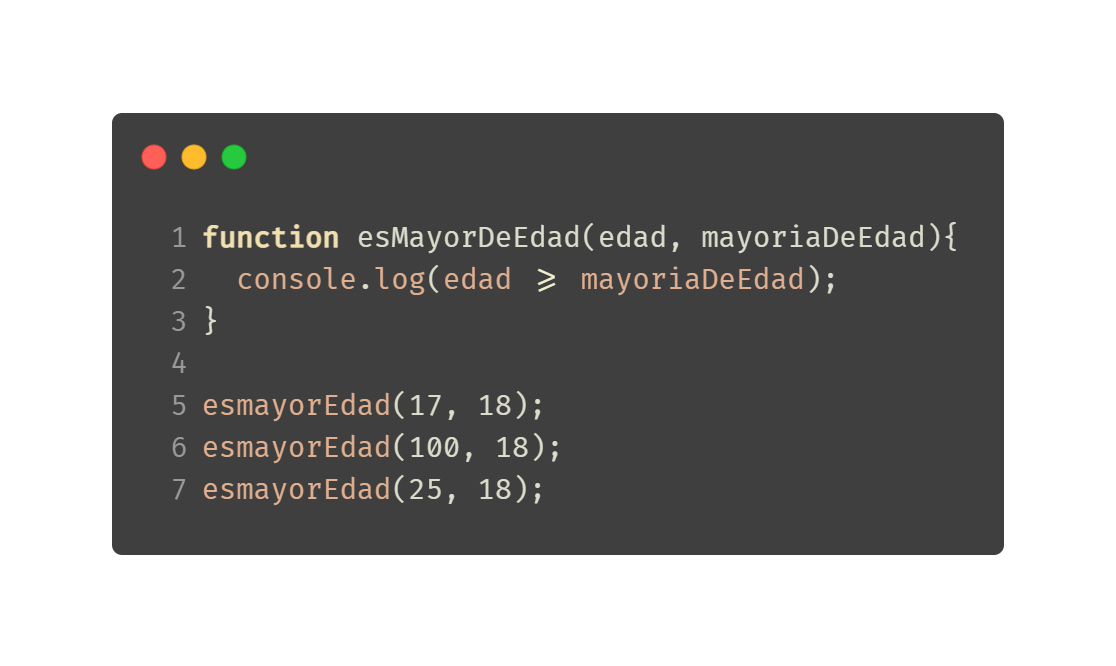 1 function esMayorDeEdad(edad, mayoriaDeEdad){
2   console.log(edad >= mayoriaDeEdad);
3 }
4
5 esmayorEdad(17, 18);
6 esmayorEdad(100, 18);
7 esmayorEdad(25, 18);